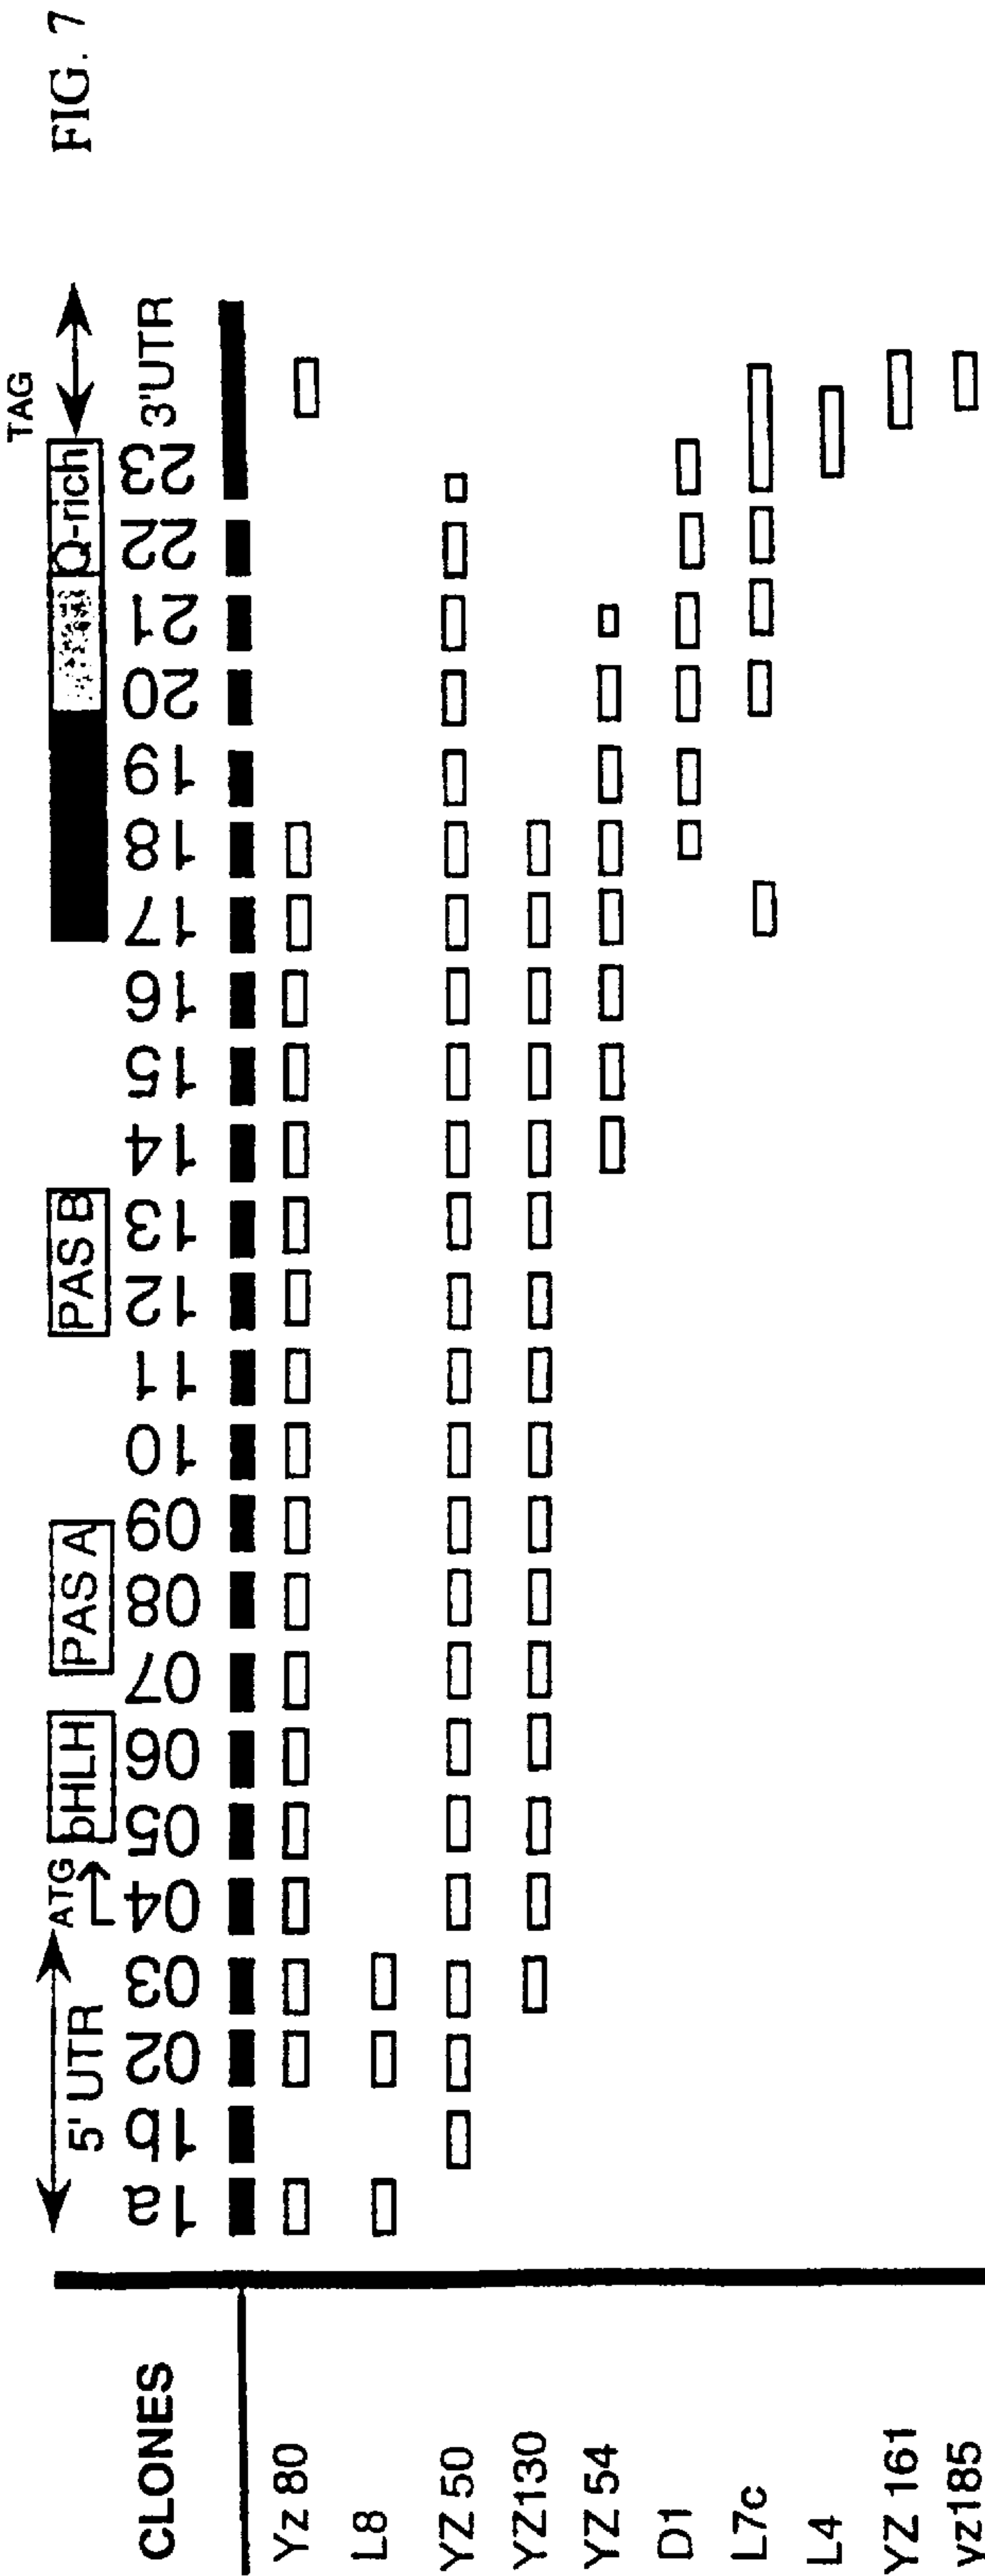 FIG. 7
TAG
ATG bHLH PAS A PAS B Q-rich
5' UTR
CLONES 1a 1b 02 03 04 05 06 07 08 09 10 11 12 13 14 15 16 17 18 19 20 21 22 23 3'UTR
Yz 80
L8
YZ 50
YZ130
YZ 54
D1
L7c
L4
YZ 161
yz185